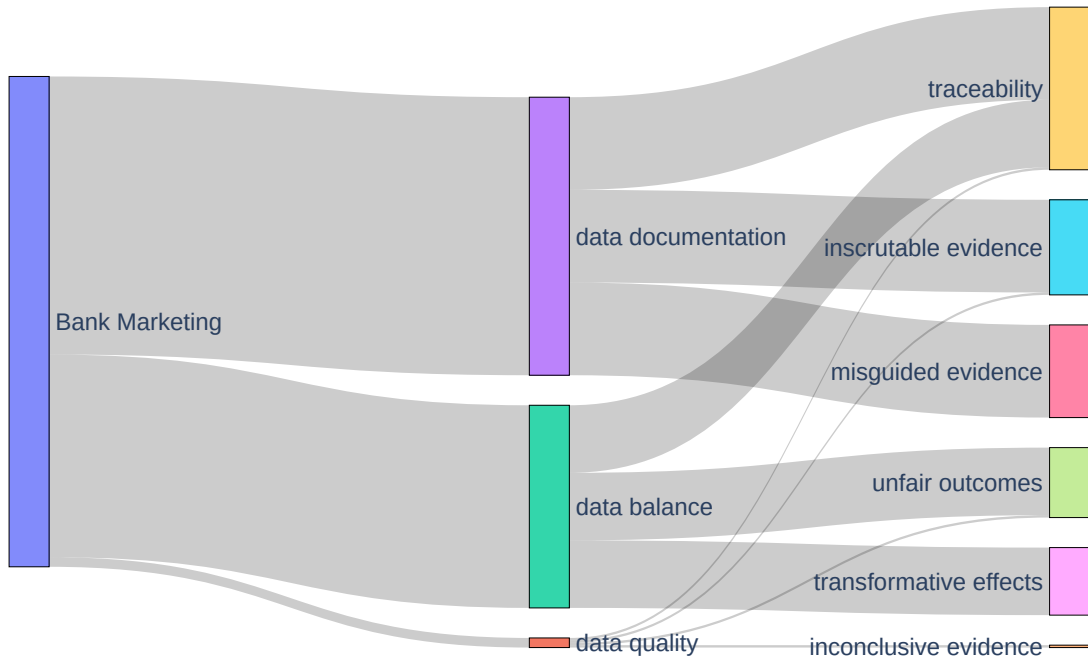 Bank Marketing
data documentation
data balance
data quality
traceability
inscrutable evidence
misguided evidence
unfair outcomes
transformative effects
inconclusive evidence